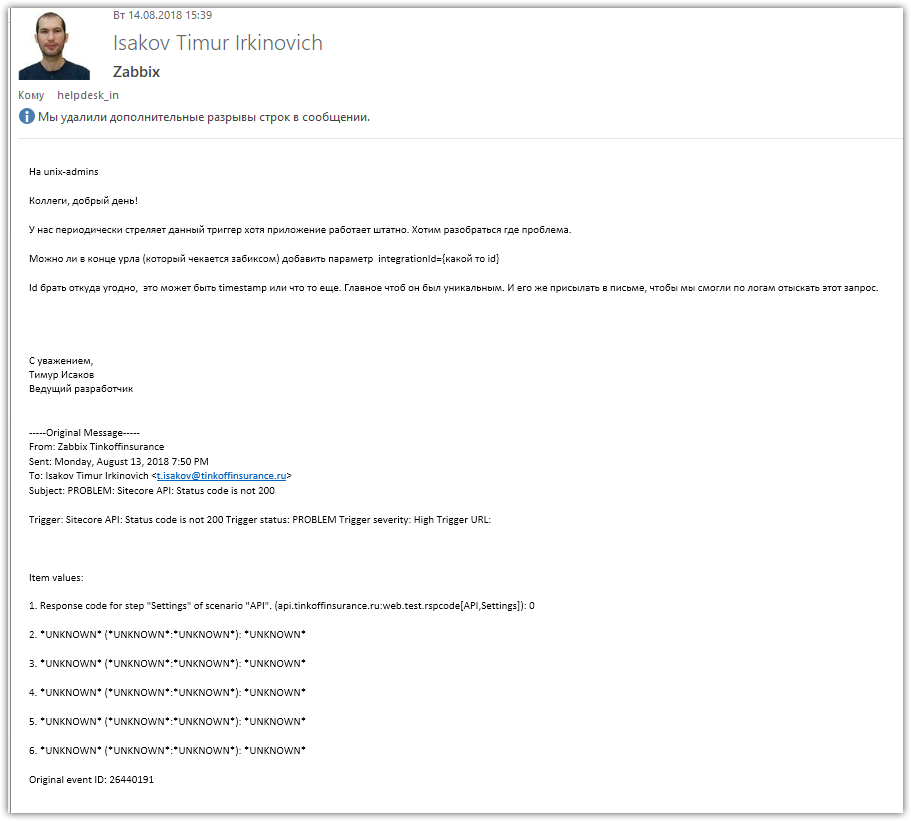 Вт 14.08.2018 15:39
Isakov Timur Irkinovich
Zabbix
Кому helpdesk_in
Мы удалили дополнительные разрывы строк в сообщении.
На unix-admins
Коллеги, добрый день!
У нас периодически стреляет данный триггер хотя приложение работает штатно. Хотим разобраться где проблема.
Можно ли в конце урла (который чекается забиксом) добавить параметр  integrationId={какой то id}
Id брать откуда угодно,  это может быть timestamp или что то еще. Главное чтоб он был уникальным. И его же присылать в письме, чтобы мы смогли по логам отыскать этот запрос.
С уважением,
Тимур Исаков
Ведущий разработчик
-----Original Message-----
From: Zabbix Tinkoffinsurance
Sent: Monday, August 13, 2018 7:50 PM
To: Isakov Timur Irkinovich <t.isakov@tinkoffinsurance.ru>
Subject: PROBLEM: Sitecore API: Status code is not 200
Trigger: Sitecore API: Status code is not 200 Trigger status: PROBLEM Trigger severity: High Trigger URL:
Item values:
1. Response code for step "Settings" of scenario "API". (api.tinkoffinsurance.ru:web.test.rspcode[API,Settings]): 0
2. *UNKNOWN* (*UNKNOWN*:*UNKNOWN*): *UNKNOWN*
3. *UNKNOWN* (*UNKNOWN*:*UNKNOWN*): *UNKNOWN*
4. *UNKNOWN* (*UNKNOWN*:*UNKNOWN*): *UNKNOWN*
5. *UNKNOWN* (*UNKNOWN*:*UNKNOWN*): *UNKNOWN*
6. *UNKNOWN* (*UNKNOWN*:*UNKNOWN*): *UNKNOWN*
Original event ID: 26440191